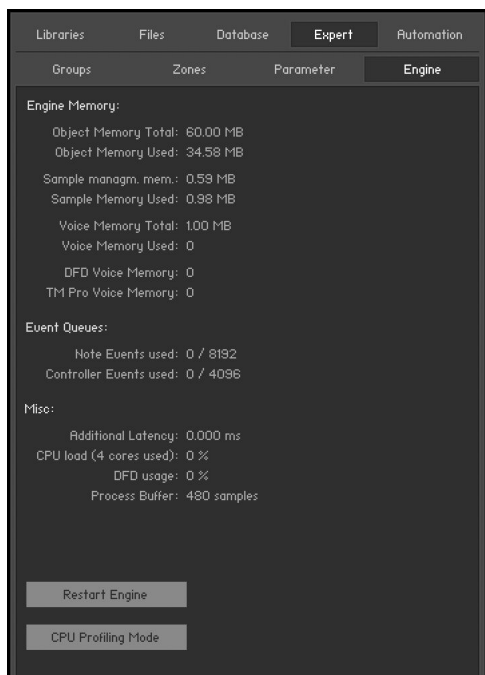 Libraries Files Database Expert Automation
Groups Zones Parameter Engine
Engine Memory:
Object Memory Total: 60.00 MB
Object Memory Used: 34.58 MB
Sample managm. mem.: 0.59 MB
Sample Memory Used: 0.98 MB
Voice Memory Total: 1.00 MB
Voice Memory Used: 0
DFD Voice Memory: 0
TM Pro Voice Memory: 0
Event Queues:
Note Events used: 0 / 8192
Controller Events used: 0 / 4096
Misc:
Additional Latency: 0.000 ms
CPU load (4 cores used): 0 %
DFD usage: 0 %
Process Buffer: 480 samples
Restart Engine
CPU Profiling Mode